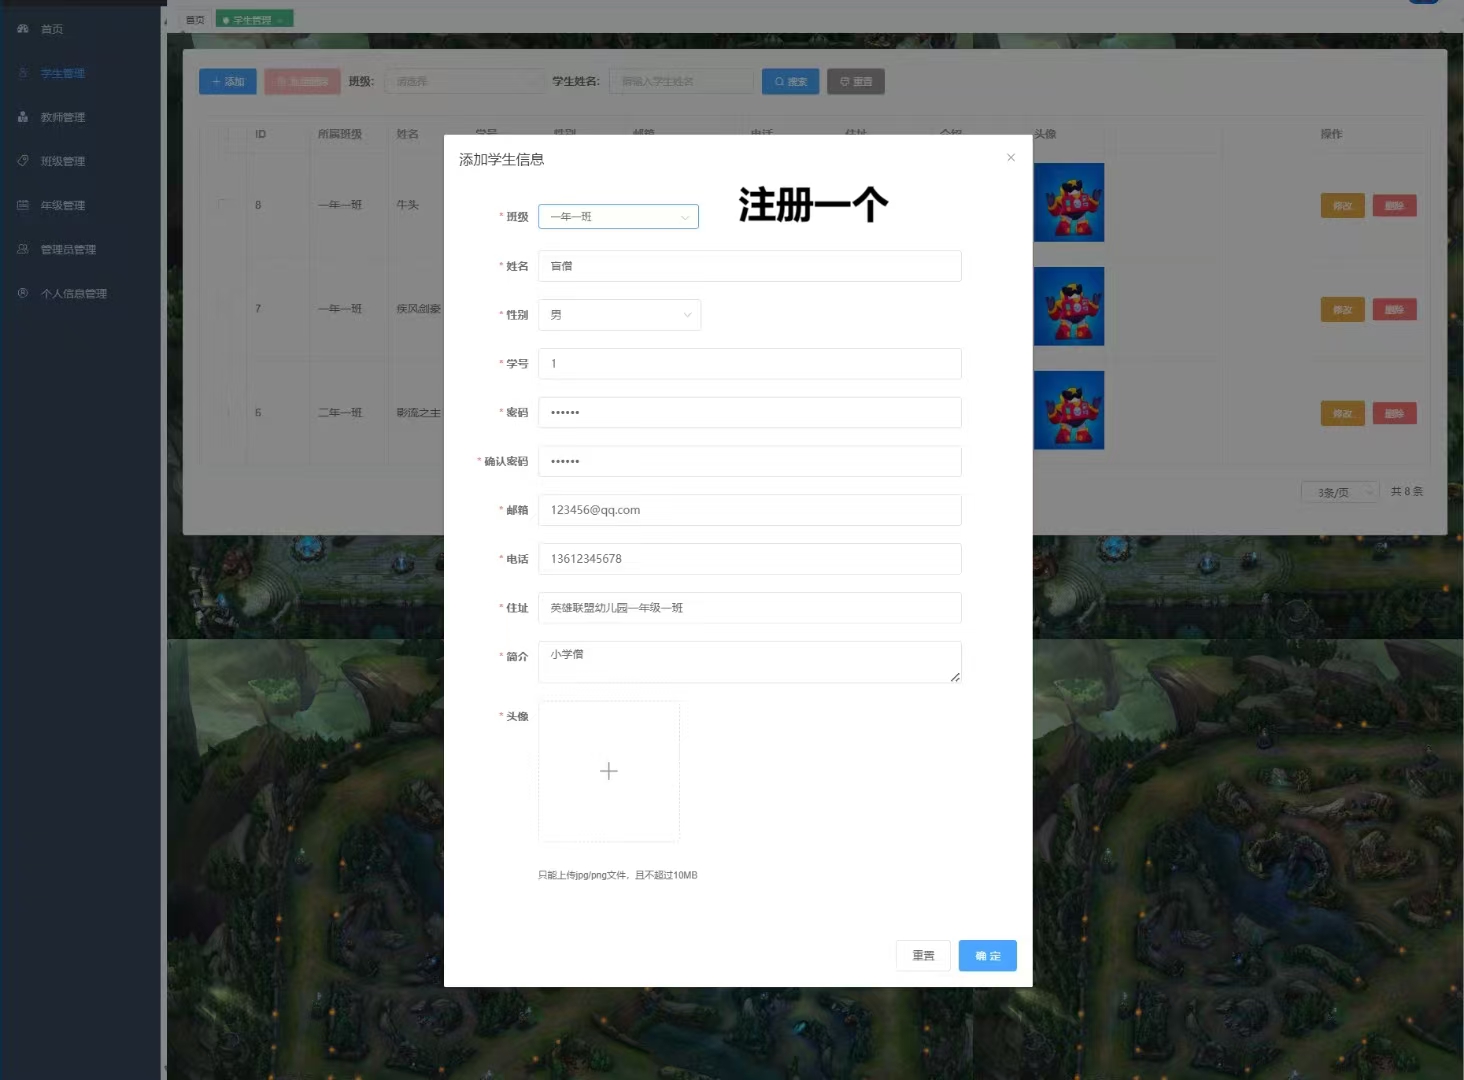 首页
学生管理
教师管理
班级管理
年级管理
管理员管理
个人信息管理
首页 学生管理
+ 添加 批量删除 班级: 请选择 学生姓名: 请输入学生姓名 搜索 重置
ID 所属班级 姓名 学号 性别 邮箱 电话 住址 介绍 头像 操作
8 一年一班 牛头 修改 删除
7 一年一班 疾风剑豪 修改 删除
6 二年一班 影流之主 修改 删除
3条/页 共 8 条
添加学生信息
注册一个
* 班级 一年一班
* 姓名 盲僧
* 性别 男
* 学号 1
* 密码 ••••••
* 确认密码 ••••••
* 邮箱 123456@qq.com
* 电话 13612345678
* 住址 英雄联盟幼儿园一年级一班
* 简介 小学僧
* 头像
只能上传jpg/png文件，且不超过10MB
重置 确 定